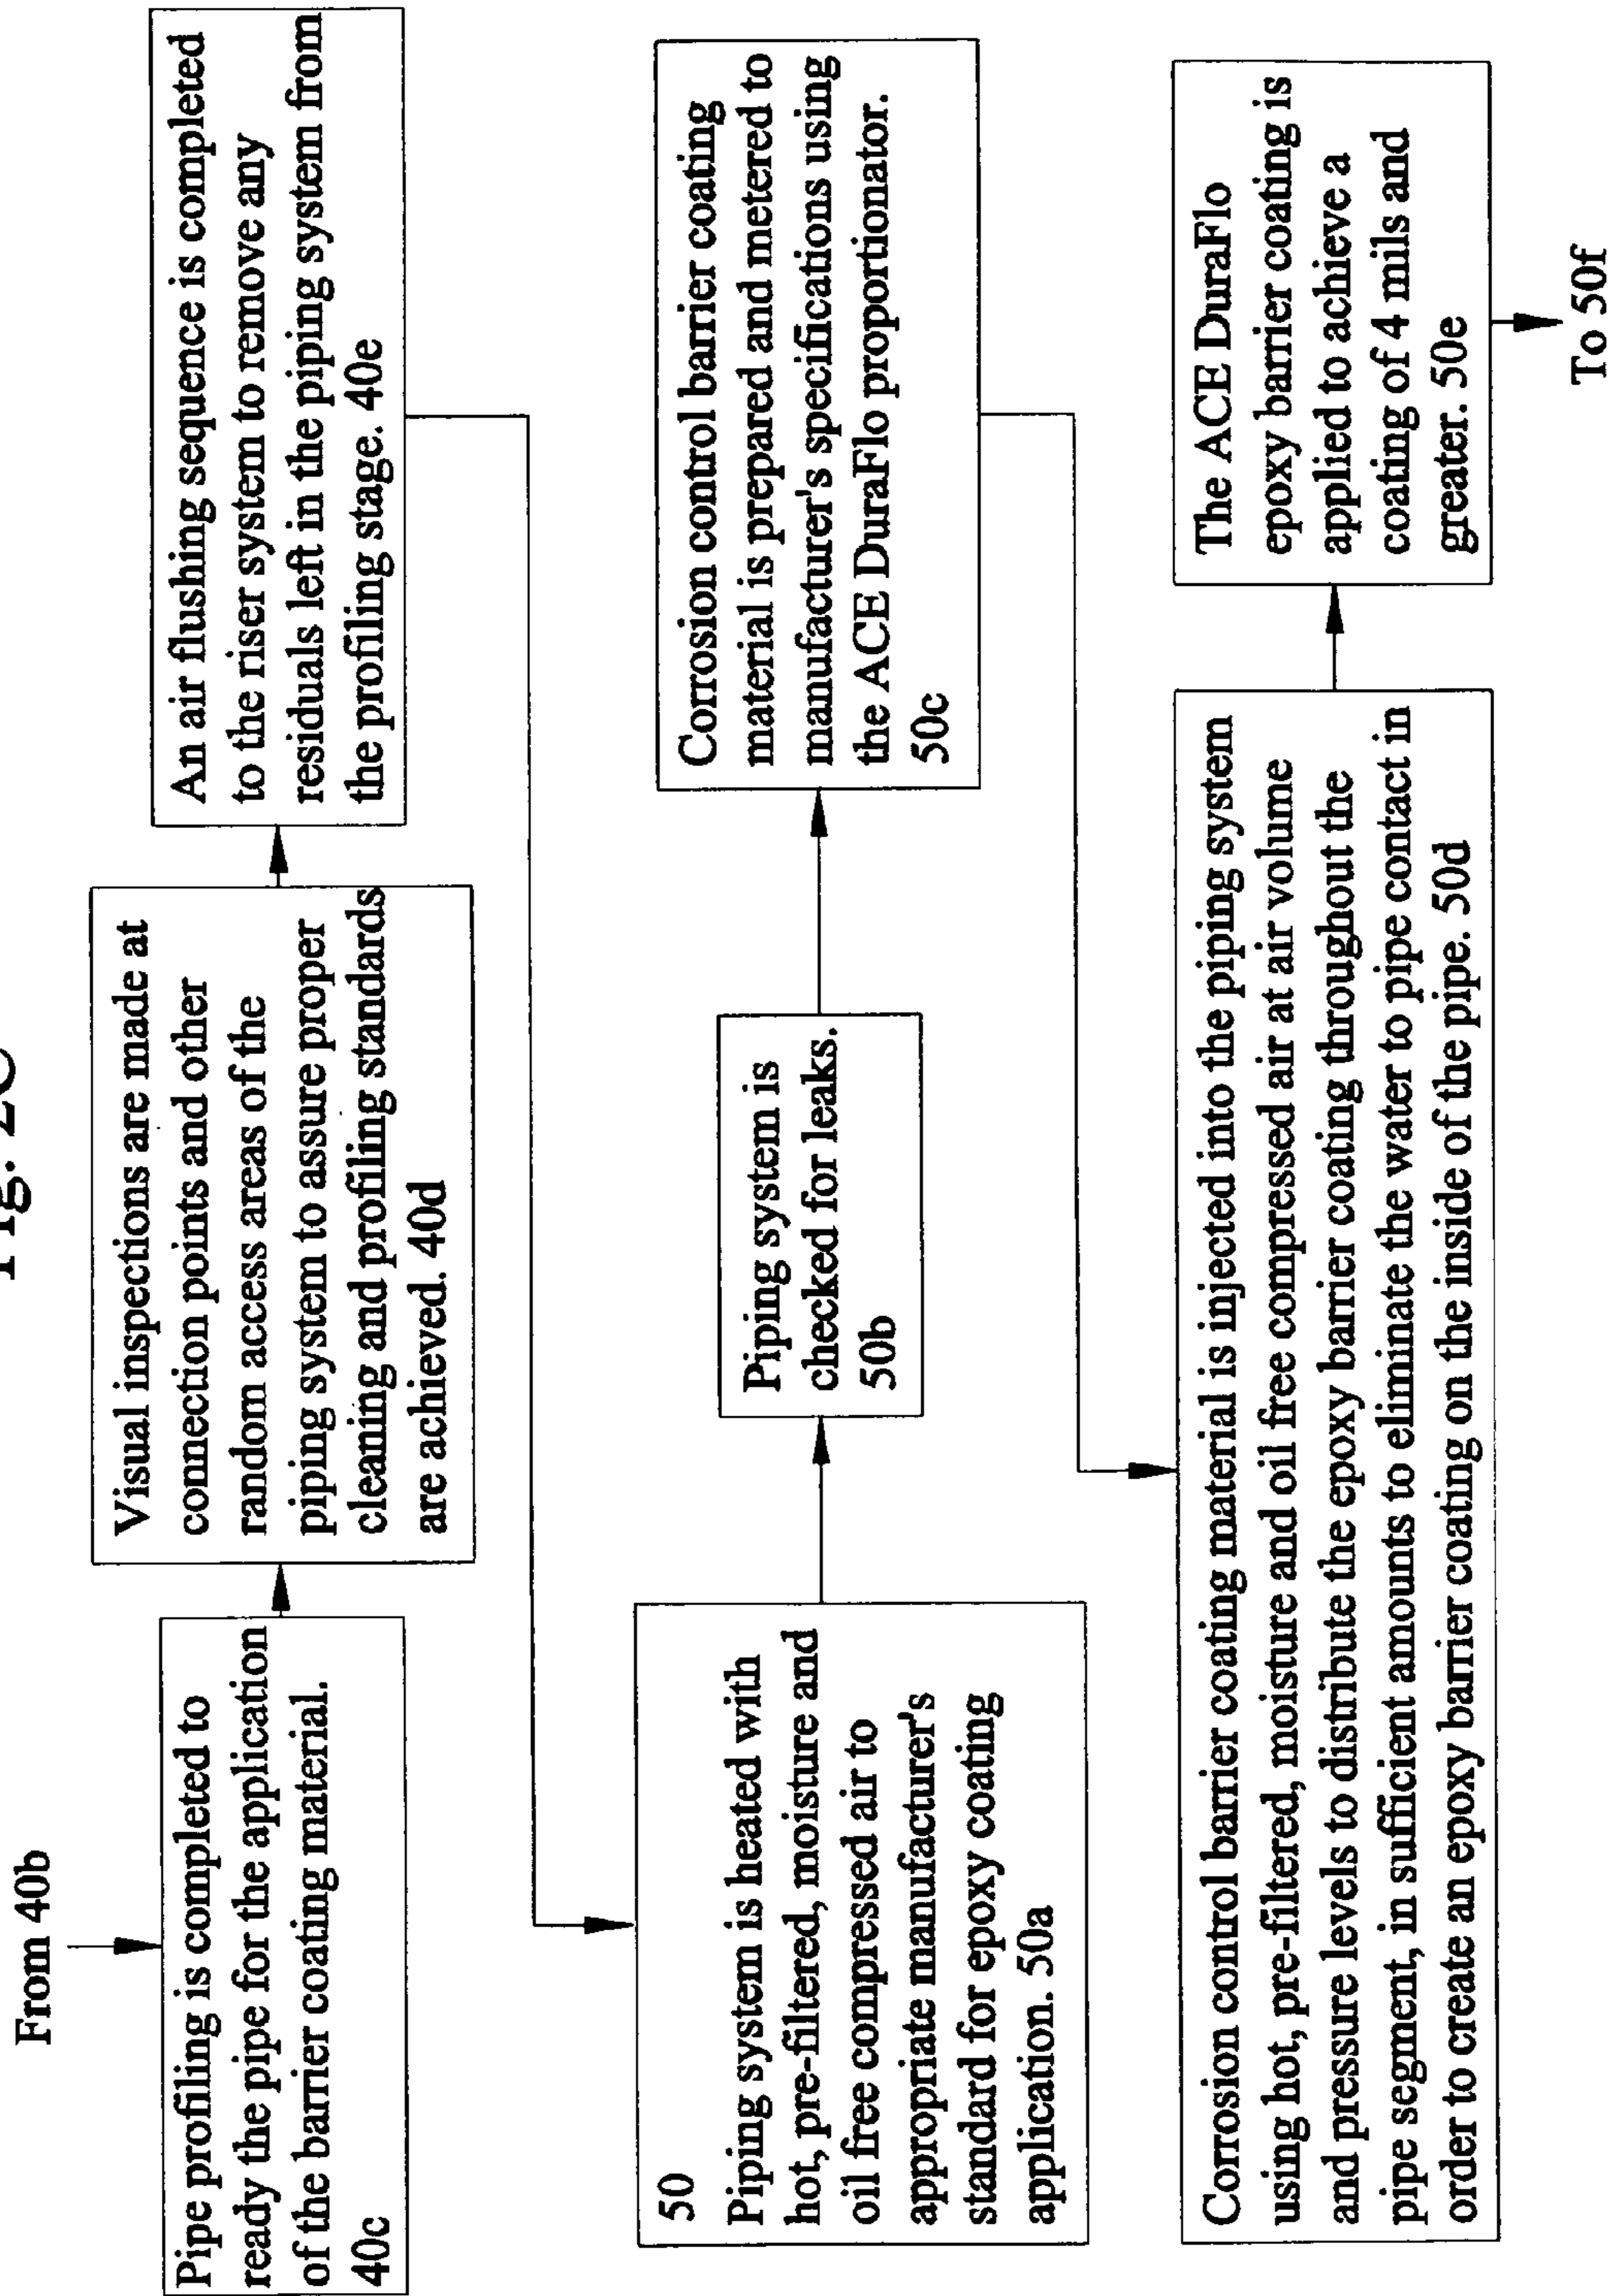 Fig. 2C
From 40b
Pipe profiling is completed to
ready the pipe for the application
of the barrier coating material.
40c
Visual inspections are made at
connection points and other
random access areas of the
piping system to assure proper
cleaning and profiling standards
are achieved. 40d
An air flushing sequence is completed
to the riser system to remove any
residuals left in the piping system from
the profiling stage. 40e
50
Piping system is heated with
hot, pre-filtered, moisture and
oil free compressed air to
appropriate manufacturer's
standard for epoxy coating
application. 50a
Piping system is
checked for leaks.
50b
Corrosion control barrier coating
material is prepared and metered to
manufacturer's specifications using
the ACE DuraFlo proportionator.
50c
Corrosion control barrier coating material is injected into the piping system
using hot, pre-filtered, moisture and oil free compressed air at air volume
and pressure levels to distribute the epoxy barrier coating throughout the
pipe segment, in sufficient amounts to eliminate the water to pipe contact in
order to create an epoxy barrier coating on the inside of the pipe. 50d
The ACE DuraFlo
epoxy barrier coating is
applied to achieve a
coating of 4 mils and
greater. 50e
To 50f